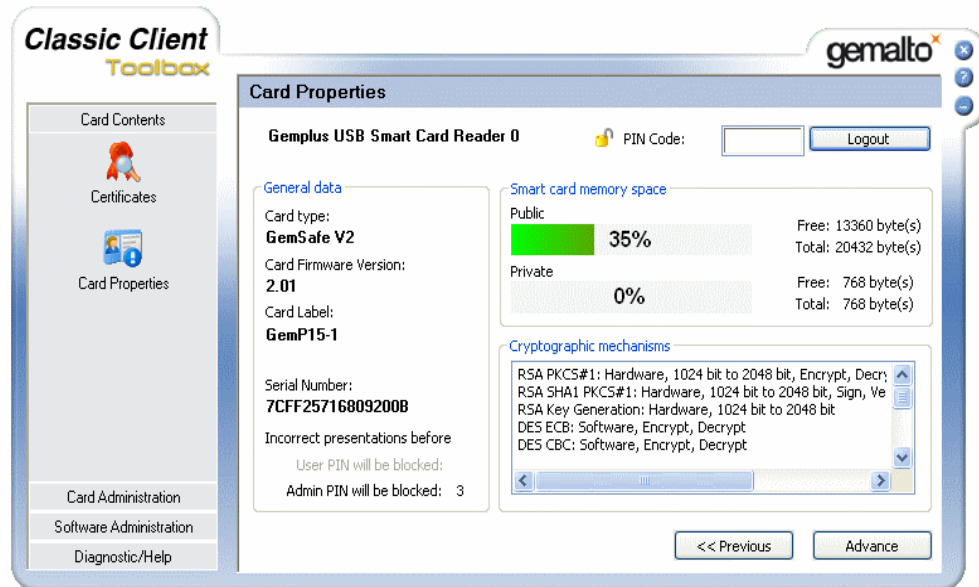 Classic Client
Toolbox
gemalto
Card Contents
Certificates
Card Properties
Card Administration
Software Administration
Diagnostic/Help
Card Properties
Gemplus USB Smart Card Reader 0
PIN Code:
Logout
General data
Card type:
GemSafe V2
Card Firmware Version:
2.01
Card Label:
GemP15-1
Serial Number:
7CFF25716809200B
Incorrect presentations before
User PIN will be blocked:
Admin PIN will be blocked: 3
Smart card memory space
Public
35%
Free: 13360 byte(s)
Total: 20432 byte(s)
Private
0%
Free: 768 byte(s)
Total: 768 byte(s)
Cryptographic mechanisms
RSA PKCS#1: Hardware, 1024 bit to 2048 bit, Encrypt, Decry
RSA SHA1 PKCS#1: Hardware, 1024 bit to 2048 bit, Sign, Ve
RSA Key Generation: Hardware, 1024 bit to 2048 bit
DES ECB: Software, Encrypt, Decrypt
DES CBC: Software, Encrypt, Decrypt
<< Previous
Advance